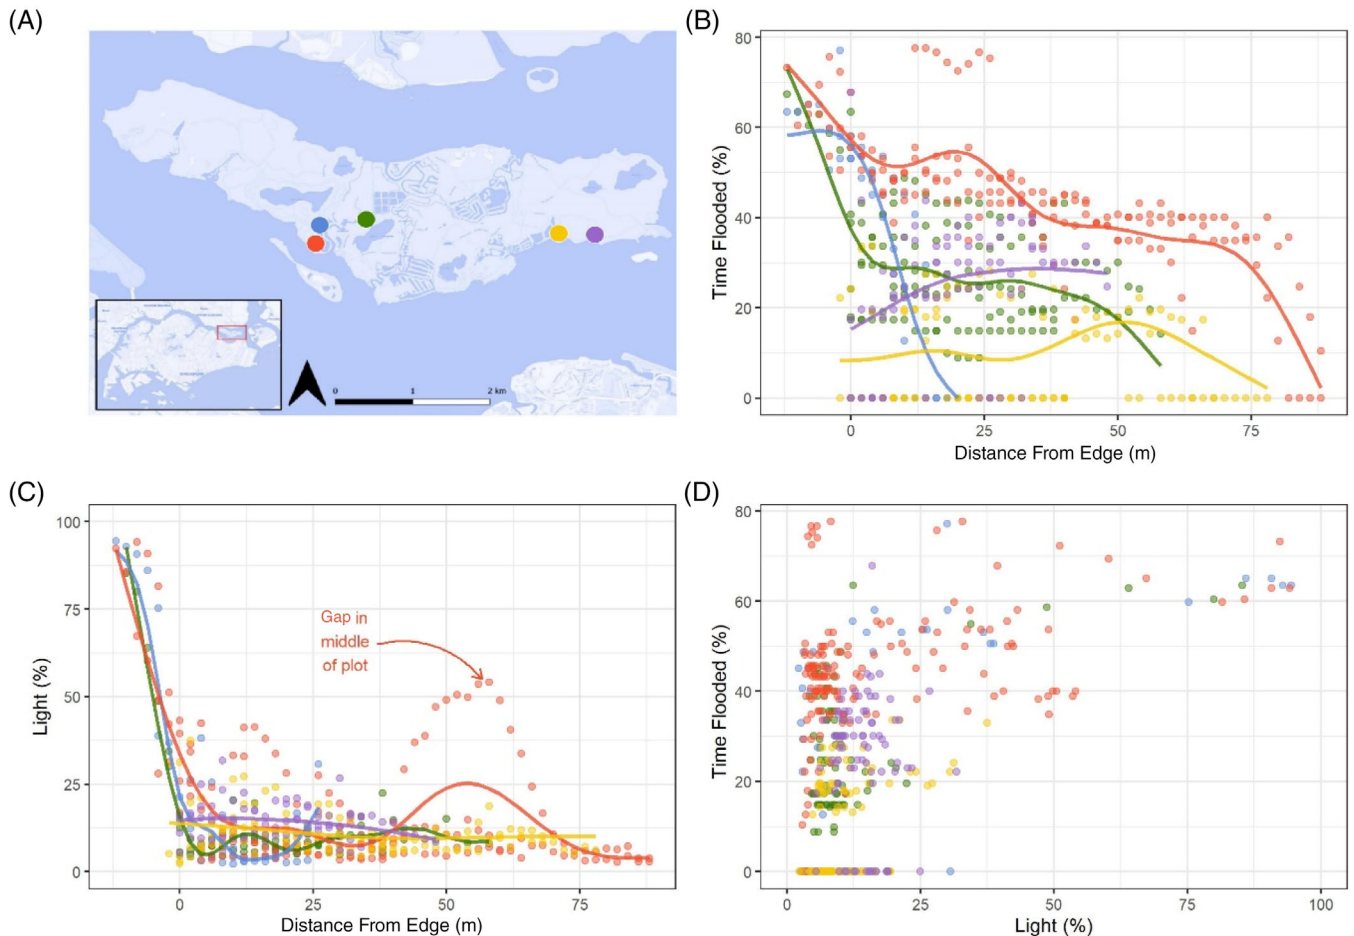 (A)
0 1 2 km
(B)
80
60
40
20
0
Time Flooded (%)
0 25 50 75
Distance From Edge (m)
(C)
100
75
50
25
0
Light (%)
Gap in
middle
of plot
0 25 50 75
Distance From Edge (m)
(D)
80
60
40
20
0
Time Flooded (%)
0 25 50 75 100
Light (%)